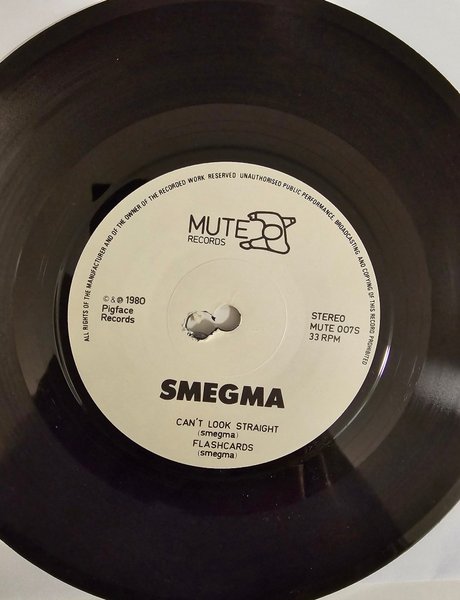 ALL RIGHTS OF THE MANUFACTURER AND OF THE OWNER OF THE RECORDED WORK RESERVED UNAUTHORISED PUBLIC PERFORMANCE BROADCASTING AND COPYING OF THIS RECORD PROHIBITED
MUTE
RECORDS
© & ℗ 1980
Pigface
Records
STEREO
MUTE 007S
33 RPM
SMEGMA
CAN'T LOOK STRAIGHT
(smegma)
FLASHCARDS
(smegma)